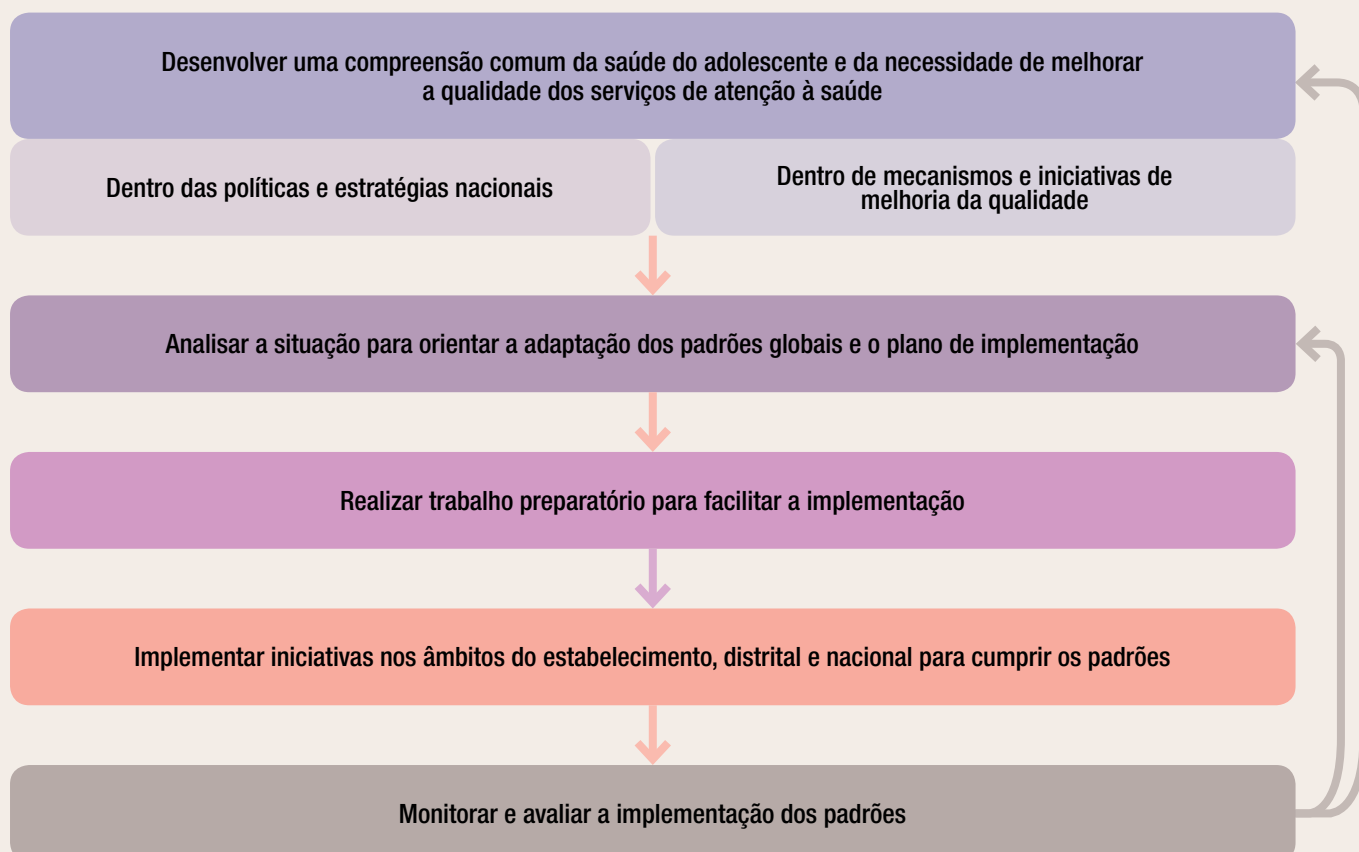 Desenvolver uma compreensão comum da saúde do adolescente e da necessidade de melhorar
a qualidade dos serviços de atenção à saúde
Dentro das políticas e estratégias nacionais
Dentro de mecanismos e iniciativas de
melhoria da qualidade
Analisar a situação para orientar a adaptação dos padrões globais e o plano de implementação
Realizar trabalho preparatório para facilitar a implementação
Implementar iniciativas nos âmbitos do estabelecimento, distrital e nacional para cumprir os padrões
Monitorar e avaliar a implementação dos padrões